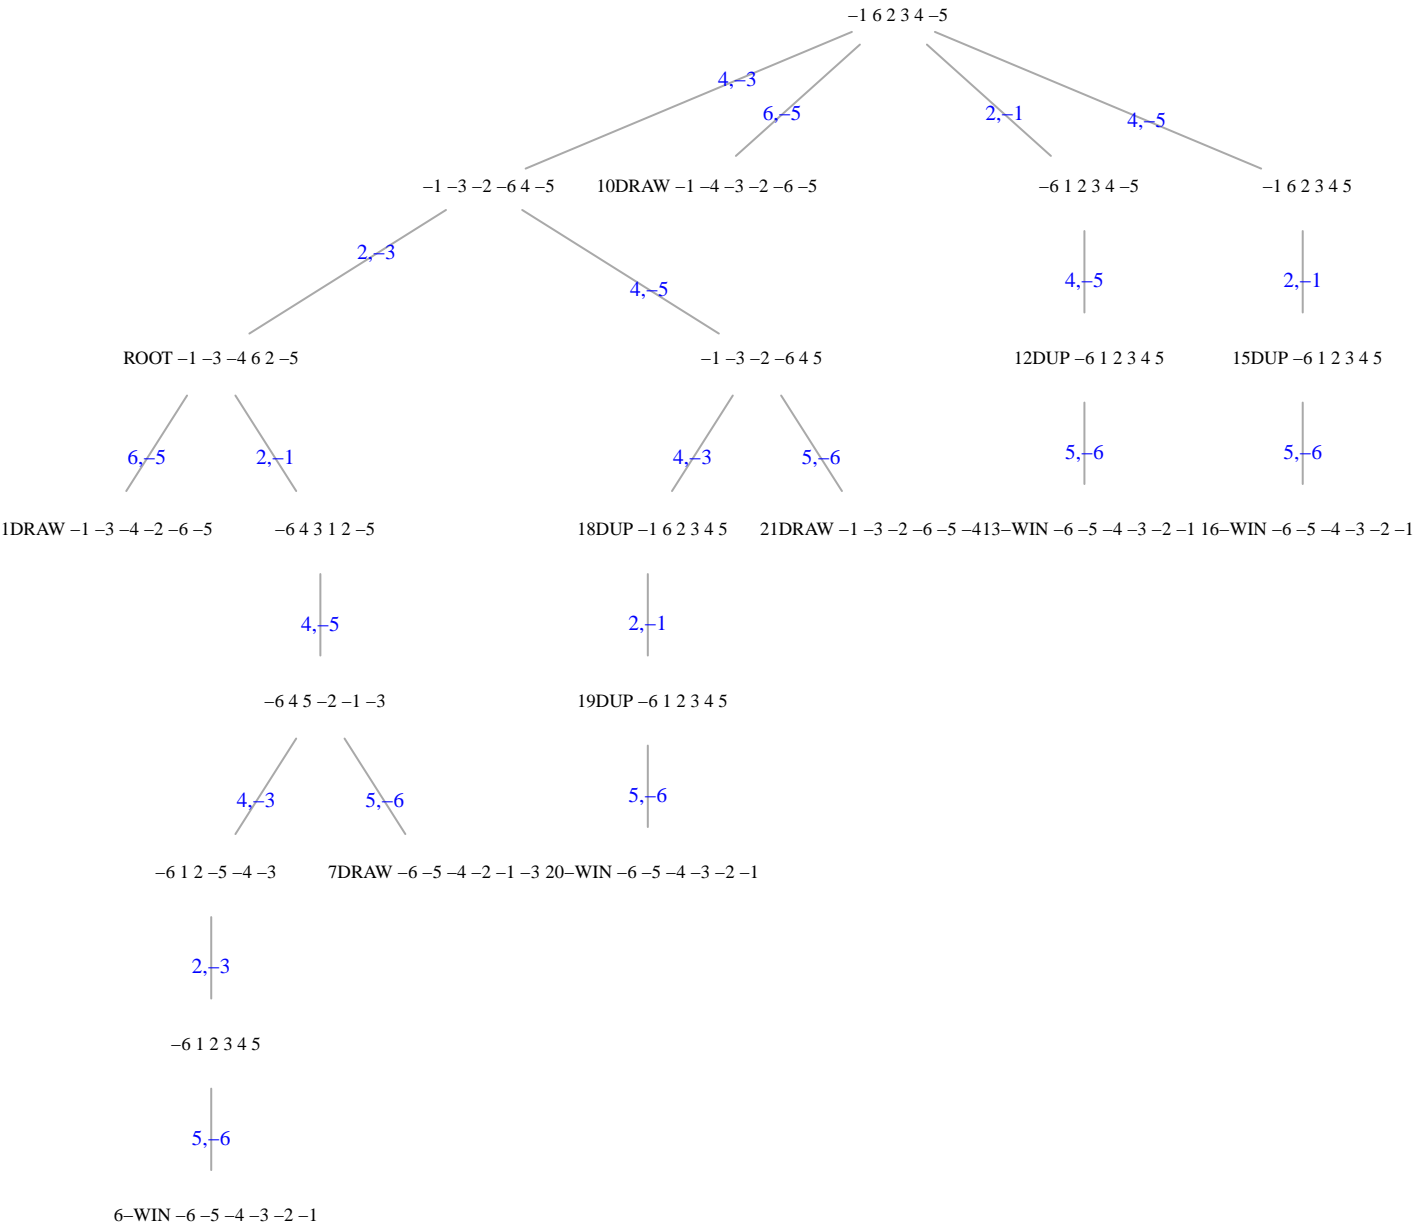 –1 6 2 3 4 –5
4,–3
6,–5
2,–1
4,–5
–1 –3 –2 –6 4 –5
10DRAW –1 –4 –3 –2 –6 –5
–6 1 2 3 4 –5
–1 6 2 3 4 5
2,–3
4,–5
4,–5
2,–1
ROOT –1 –3 –4 6 2 –5
–1 –3 –2 –6 4 5
12DUP –6 1 2 3 4 5
15DUP –6 1 2 3 4 5
6,–5
2,–1
4,–3
5,–6
5,–6
5,–6
1DRAW –1 –3 –4 –2 –6 –5
–6 4 3 1 2 –5
18DUP –1 6 2 3 4 5
21DRAW –1 –3 –2 –6 –5 –4
13–WIN –6 –5 –4 –3 –2 –1
16–WIN –6 –5 –4 –3 –2 –1
4,–5
2,–1
–6 4 5 –2 –1 –3
19DUP –6 1 2 3 4 5
4,–3
5,–6
5,–6
–6 1 2 –5 –4 –3
7DRAW –6 –5 –4 –2 –1 –3
20–WIN –6 –5 –4 –3 –2 –1
2,–3
–6 1 2 3 4 5
5,–6
6–WIN –6 –5 –4 –3 –2 –1